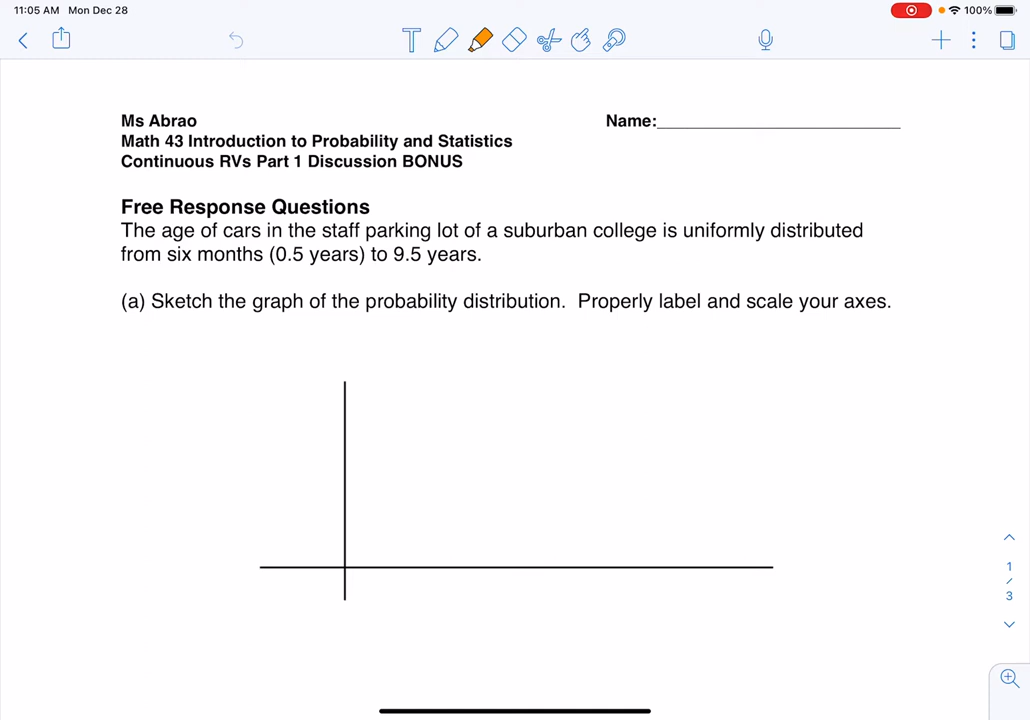 11:05 AM Mon Dec 28
100%
T
Ms Abrao
Name:
Math 43 Introduction to Probability and Statistics
Continuous RVs Part 1 Discussion BONUS
Free Response Questions
The age of cars in the staff parking lot of a suburban college is uniformly distributed
from six months (0.5 years) to 9.5 years.
(a) Sketch the graph of the probability distribution. Properly label and scale your axes.
1
/
3